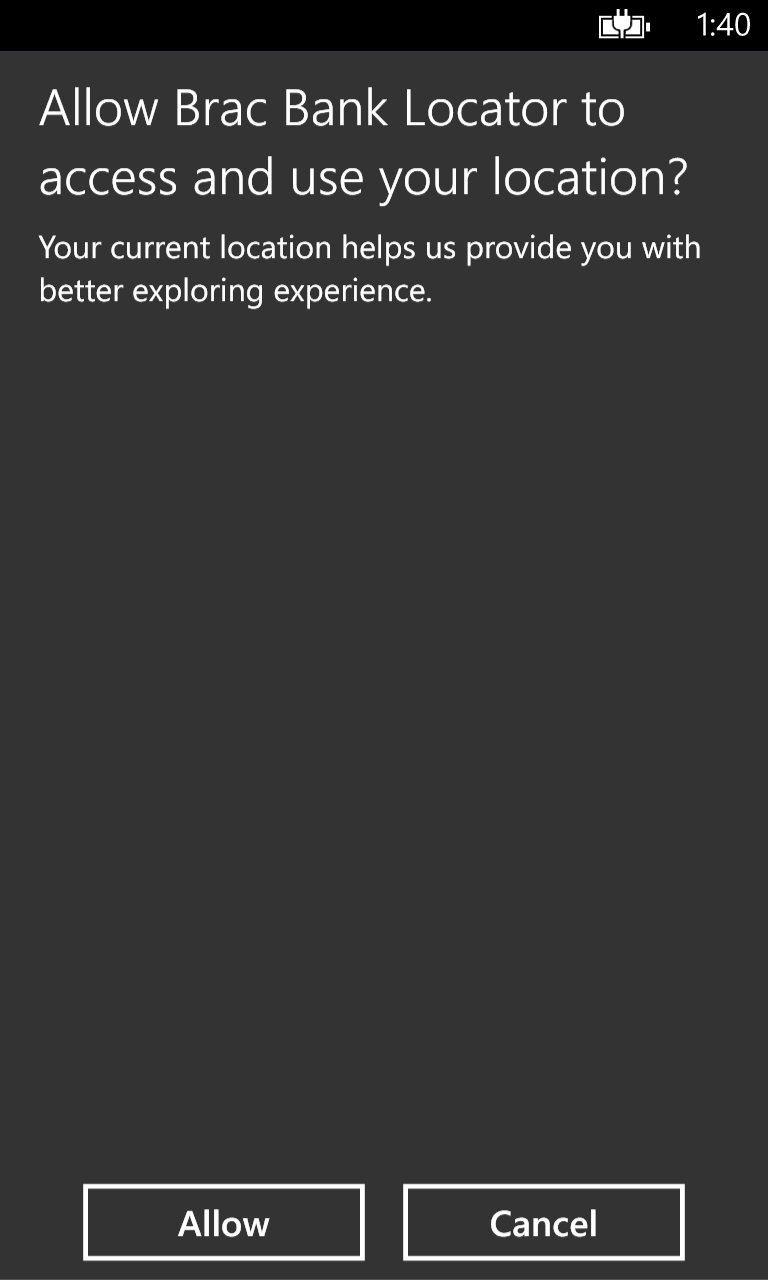 1:40
Allow Brac Bank Locator to
access and use your location?
Your current location helps us provide you with
better exploring experience.
Allow
Cancel